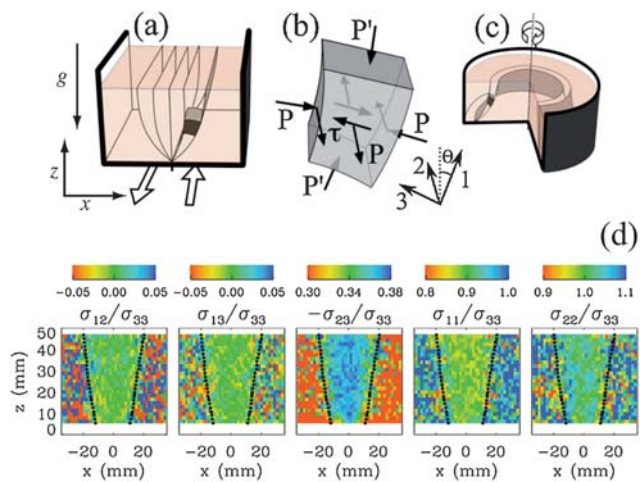 (a)
(b)
(c)
g
z
x
P'
P
τ
P
P
P'
θ
2
1
3
(d)
-0.05 0.00 0.05
-0.05 0.00 0.05
0.30 0.34 0.38
0.8 0.9 1.0
0.9 1.0 1.1
σ12/σ33
σ13/σ33
-σ23/σ33
σ11/σ33
σ22/σ33
z (mm)
50
40
30
20
10
0
-20 0 20
-20 0 20
-20 0 20
-20 0 20
-20 0 20
x (mm)
x (mm)
x (mm)
x (mm)
x (mm)